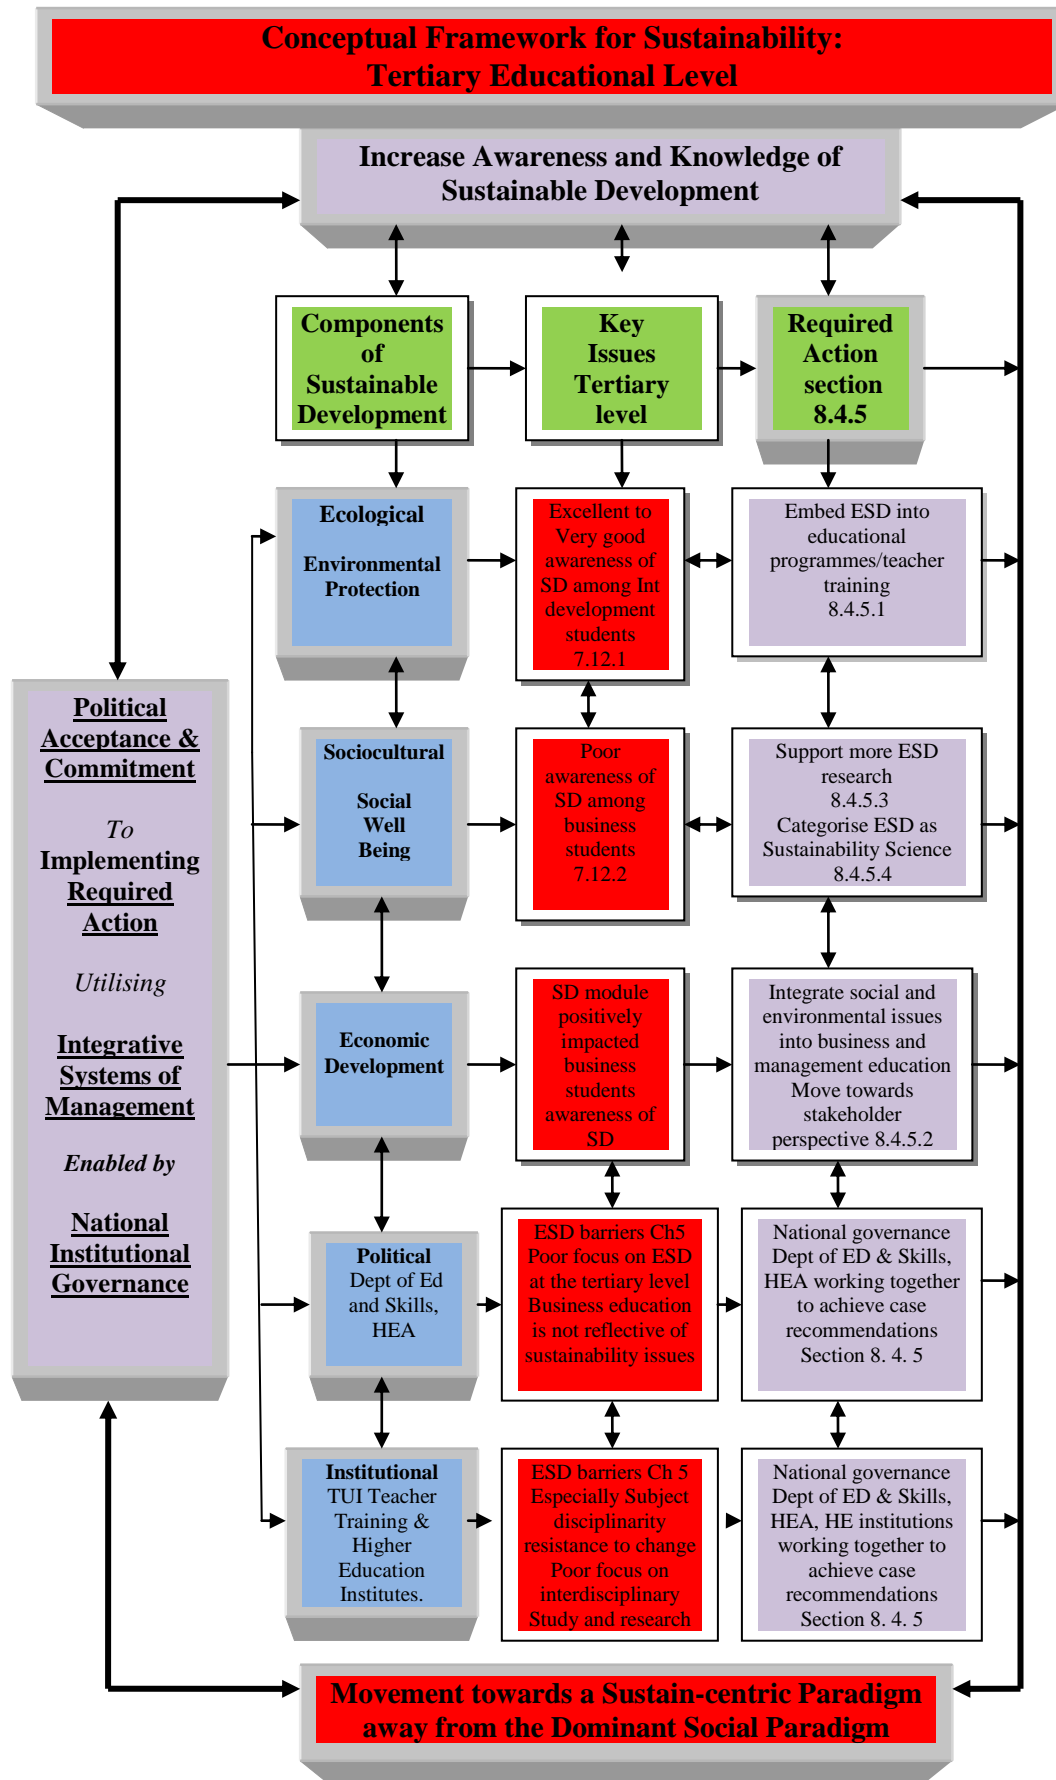 Conceptual Framework for Sustainability:
Tertiary Educational Level
Increase Awareness and Knowledge of
Sustainable Development
Components
of
Sustainable
Development
Key
Issues
Tertiary
level
Required
Action
section
8.4.5
Political
Acceptance &
Commitment
To
Implementing
Required
Action
Utilising
Integrative
Systems of
Management
Enabled by
National
Institutional
Governance
Ecological
Environmental
Protection
Excellent to
Very good
awareness of
SD among Int
development
students
7.12.1
Embed ESD into
educational
programmes/teacher
training
8.4.5.1
Sociocultural
Social
Well
Being
Poor
awareness of
SD among
business
students
7.12.2
Support more ESD
research
8.4.5.3
Categorise ESD as
Sustainability Science
8.4.5.4
Economic
Development
SD module
positively
impacted
business
students
awareness of
SD
Integrate social and
environmental issues
into business and
management education
Move towards
stakeholder
perspective 8.4.5.2
Political
Dept of Ed
and Skills,
HEA
ESD barriers Ch5
Poor focus on ESD
at the tertiary level
Business education
is not reflective of
sustainability issues
National governance
Dept of ED & Skills,
HEA working together
to achieve case
recommendations
Section 8. 4. 5
Institutional
TUI Teacher
Training &
Higher
Education
Institutes.
ESD barriers Ch 5
Especially Subject
disciplinarity
resistance to change
Poor focus on
interdisciplinary
Study and research
National governance
Dept of ED & Skills,
HEA, HE institutions
working together to
achieve case
recommendations
Section 8. 4. 5
Movement towards a Sustain-centric Paradigm
away from the Dominant Social Paradigm